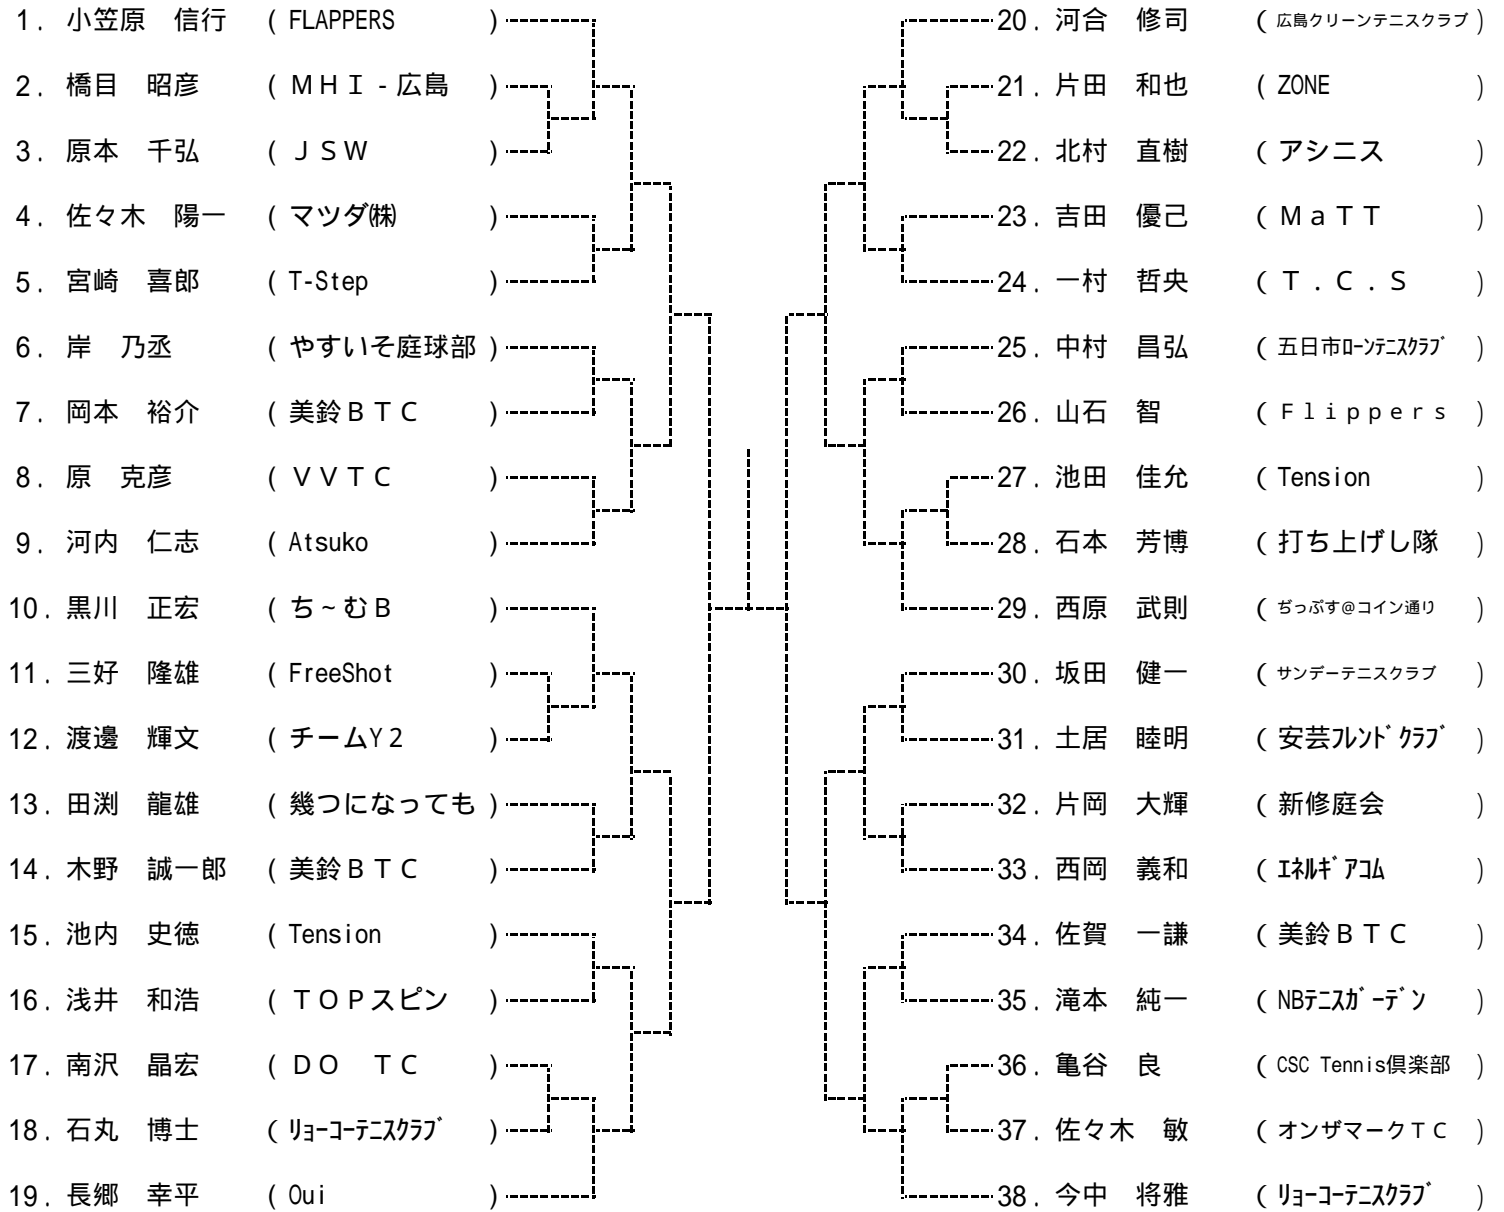 1. 小笠原 信行 ( FLAPPERS )
2. 橋目 昭彦 ( ＭＨＩ-広島 )
3. 原本 千弘 ( ＪＳＷ )
4. 佐々木 陽一 ( マツダ㈱ )
5. 宮崎 喜郎 ( T-Step )
6. 岸 乃丞 ( やすいそ庭球部 )
7. 岡本 裕介 ( 美鈴ＢＴＣ )
8. 原 克彦 ( ＶＶＴＣ )
9. 河内 仁志 ( Atsuko )
10. 黒川 正宏 ( ち～むＢ )
11. 三好 隆雄 ( FreeShot )
12. 渡邊 輝文 ( チームY2 )
13. 田渕 龍雄 ( 幾つになっても )
14. 木野 誠一郎 ( 美鈴ＢＴＣ )
15. 池内 史徳 ( Tension )
16. 浅井 和浩 ( ＴＯＰスピン )
17. 南沢 晶宏 ( ＤＯ ＴＣ )
18. 石丸 博士 ( ﾘｮｰｺｰﾃﾆｽｸﾗﾌﾞ )
19. 長郷 幸平 ( Oui )
20. 河合 修司 ( 広島クリーンテニスクラブ )
21. 片田 和也 ( ZONE )
22. 北村 直樹 ( アシニス )
23. 吉田 優己 ( ＭａＴＴ )
24. 一村 哲央 ( Ｔ．Ｃ．Ｓ )
25. 中村 昌弘 ( 五日市ﾛｰﾝﾃﾆｽｸﾗﾌﾞ )
26. 山石 智 ( Ｆｌｉｐｐｅｒｓ )
27. 池田 佳允 ( Tension )
28. 石本 芳博 ( 打ち上げし隊 )
29. 西原 武則 ( ぢっぷす@コイン通り )
30. 坂田 健一 ( サンデーテニスクラブ )
31. 土居 睦明 ( 安芸ﾌﾚﾝﾄﾞｸﾗﾌﾞ )
32. 片岡 大輝 ( 新修庭会 )
33. 西岡 義和 ( ｴﾈﾙｷﾞｱｺﾑ )
34. 佐賀 一謙 ( 美鈴ＢＴＣ )
35. 滝本 純一 ( NBﾃﾆｽｶﾞｰﾃﾞﾝ )
36. 亀谷 良 ( CSC Tennis倶楽部 )
37. 佐々木 敏 ( オンザマークＴＣ )
38. 今中 将雅 ( ﾘｮｰｺｰﾃﾆｽｸﾗﾌﾞ )